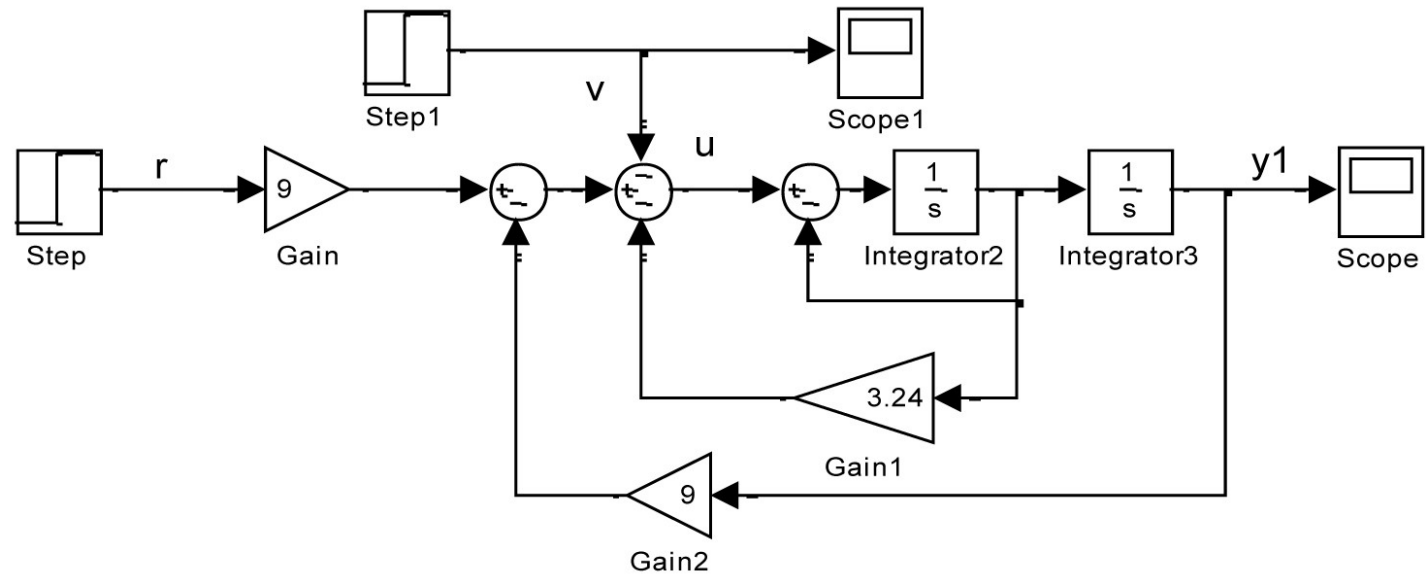 Step1
v
Scope1
r
u
y1
9
1
s
1
s
Step
Gain
Integrator2
Integrator3
Scope
3.24
Gain1
9
Gain2